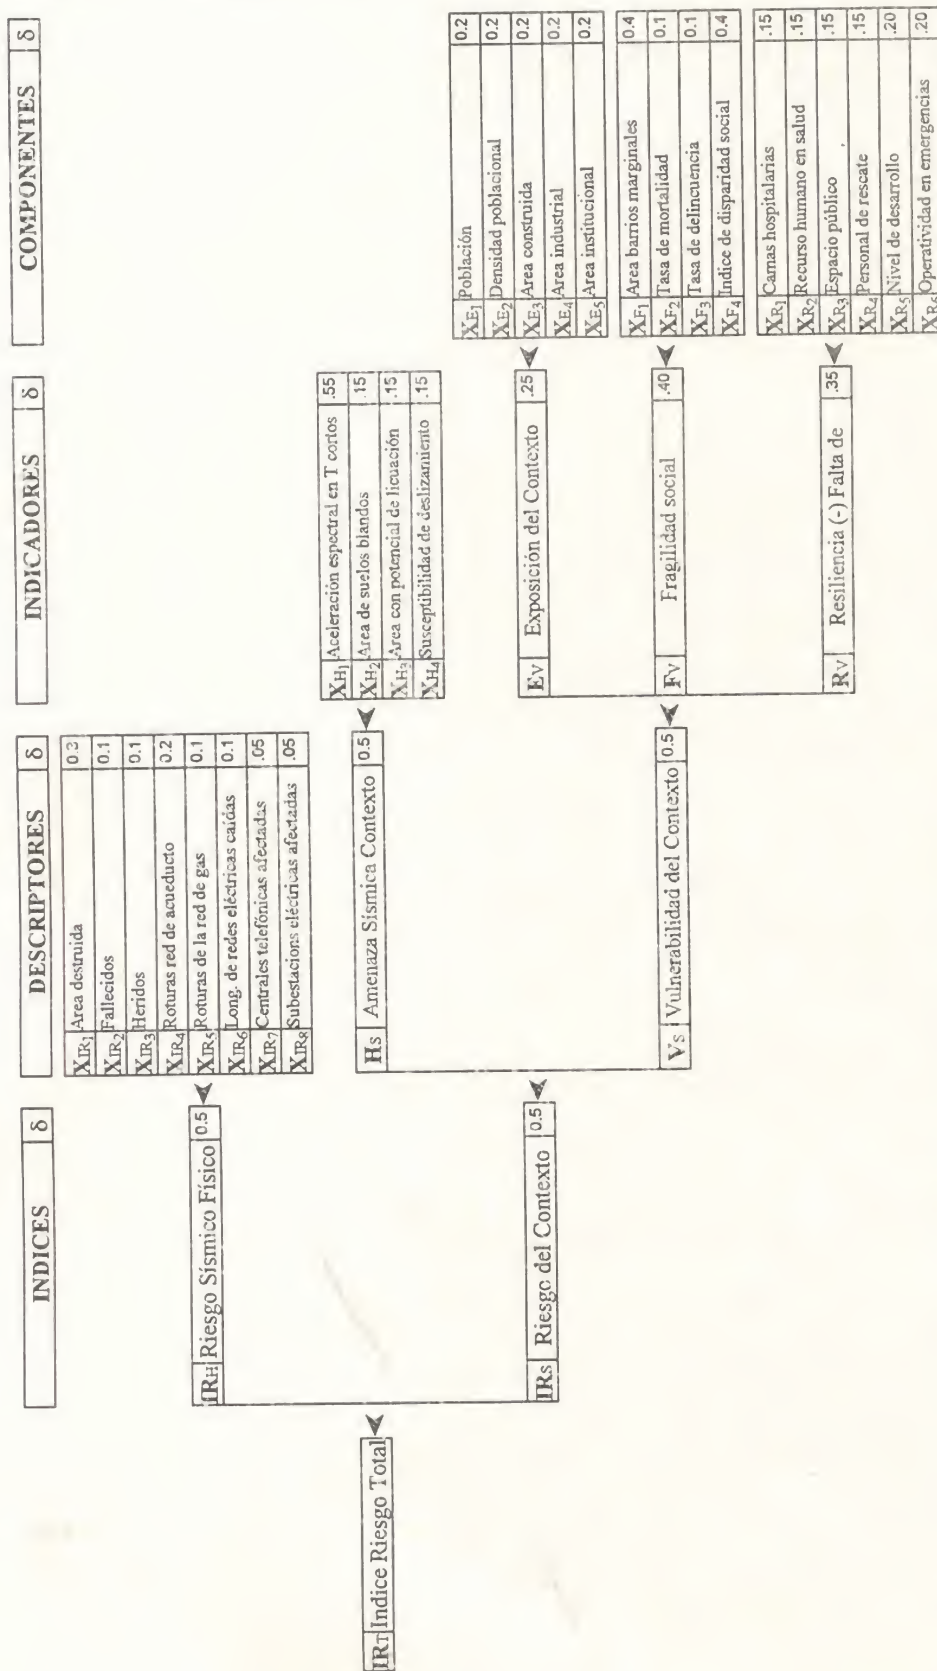 INDICES δ
DESCRIPTORES δ
INDICADORES δ
COMPONENTES δ
IRT Indice Riesgo Total
IRH Riesgo Sísmico Físico 0.5
IRS Riesgo del Contexto 0.5
XIR1 Area destruida 0.3
XIR2 Fallecidos 0.1
XIR3 Heridos 0.1
XIR4 Roturas red de acueducto 0.2
XIR5 Roturas de la red de gas 0.1
XIR6 Long. de redes eléctricas caídas 0.1
XIR7 Centrales telefónicas afectadas .05
XIR8 Subestacions eléctricas afectadas .05
HS Amenaza Sísmica Contexto 0.5
VS Vulnerabilidad del Contexto 0.5
XH1 Aceleración espectral en T cortos .55
XH2 Area de suelos blandos .15
XH3 Area con potencial de licuación .15
XH4 Susceptibilidad de deslizamiento .15
EV Exposición del Contexto .25
FV Fragilidad social .40
RV Resiliencia (-) Falta de .35
XE1 Población 0.2
XE2 Densidad poblacional 0.2
XE3 Area construida 0.2
XE4 Area industrial 0.2
XE5 Area institucional 0.2
XF1 Area barrios marginales 0.4
XF2 Tasa de mortalidad 0.1
XF3 Tasa de delincuencia 0.1
XF4 Indice de disparidad social 0.4
XR1 Camas hospitalarias .15
XR2 Recurso humano en salud .15
XR3 Espacio público .15
XR4 Personal de rescate .15
XR5 Nivel de desarrollo .20
XR6 Operatividad en emergencias .20